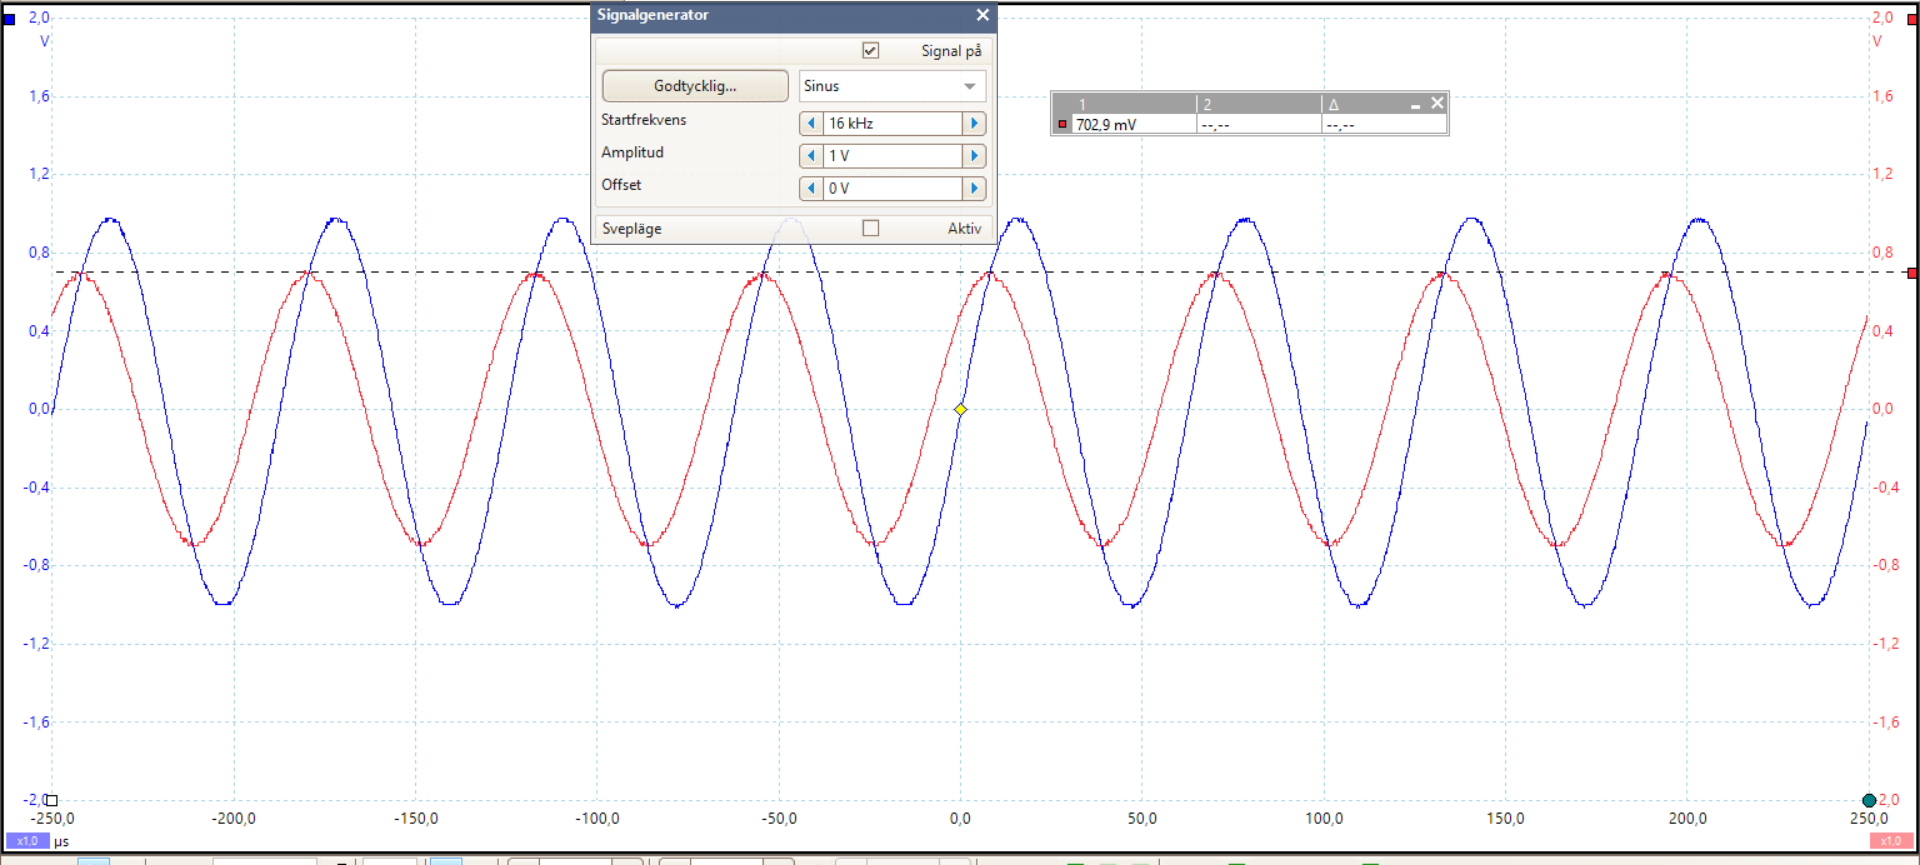 Signalgenerator
Signal på
Godtycklig... Sinus
Startfrekvens 16 kHz
Amplitud 1 V
Offset 0 V
Svepläge Aktiv
1 2 Δ
702,9 mV --,-- --,--
2,0 2,0
V V
1,6 1,6
1,2 1,2
0,8 0,8
0,4 0,4
0,0 0,0
-0,4 -0,4
-0,8 -0,8
-1,2 -1,2
-1,6 -1,6
-2,0 2,0
-250,0 -200,0 -150,0 -100,0 -50,0 0,0 50,0 100,0 150,0 200,0 250,0
x1,0 µs x1,0